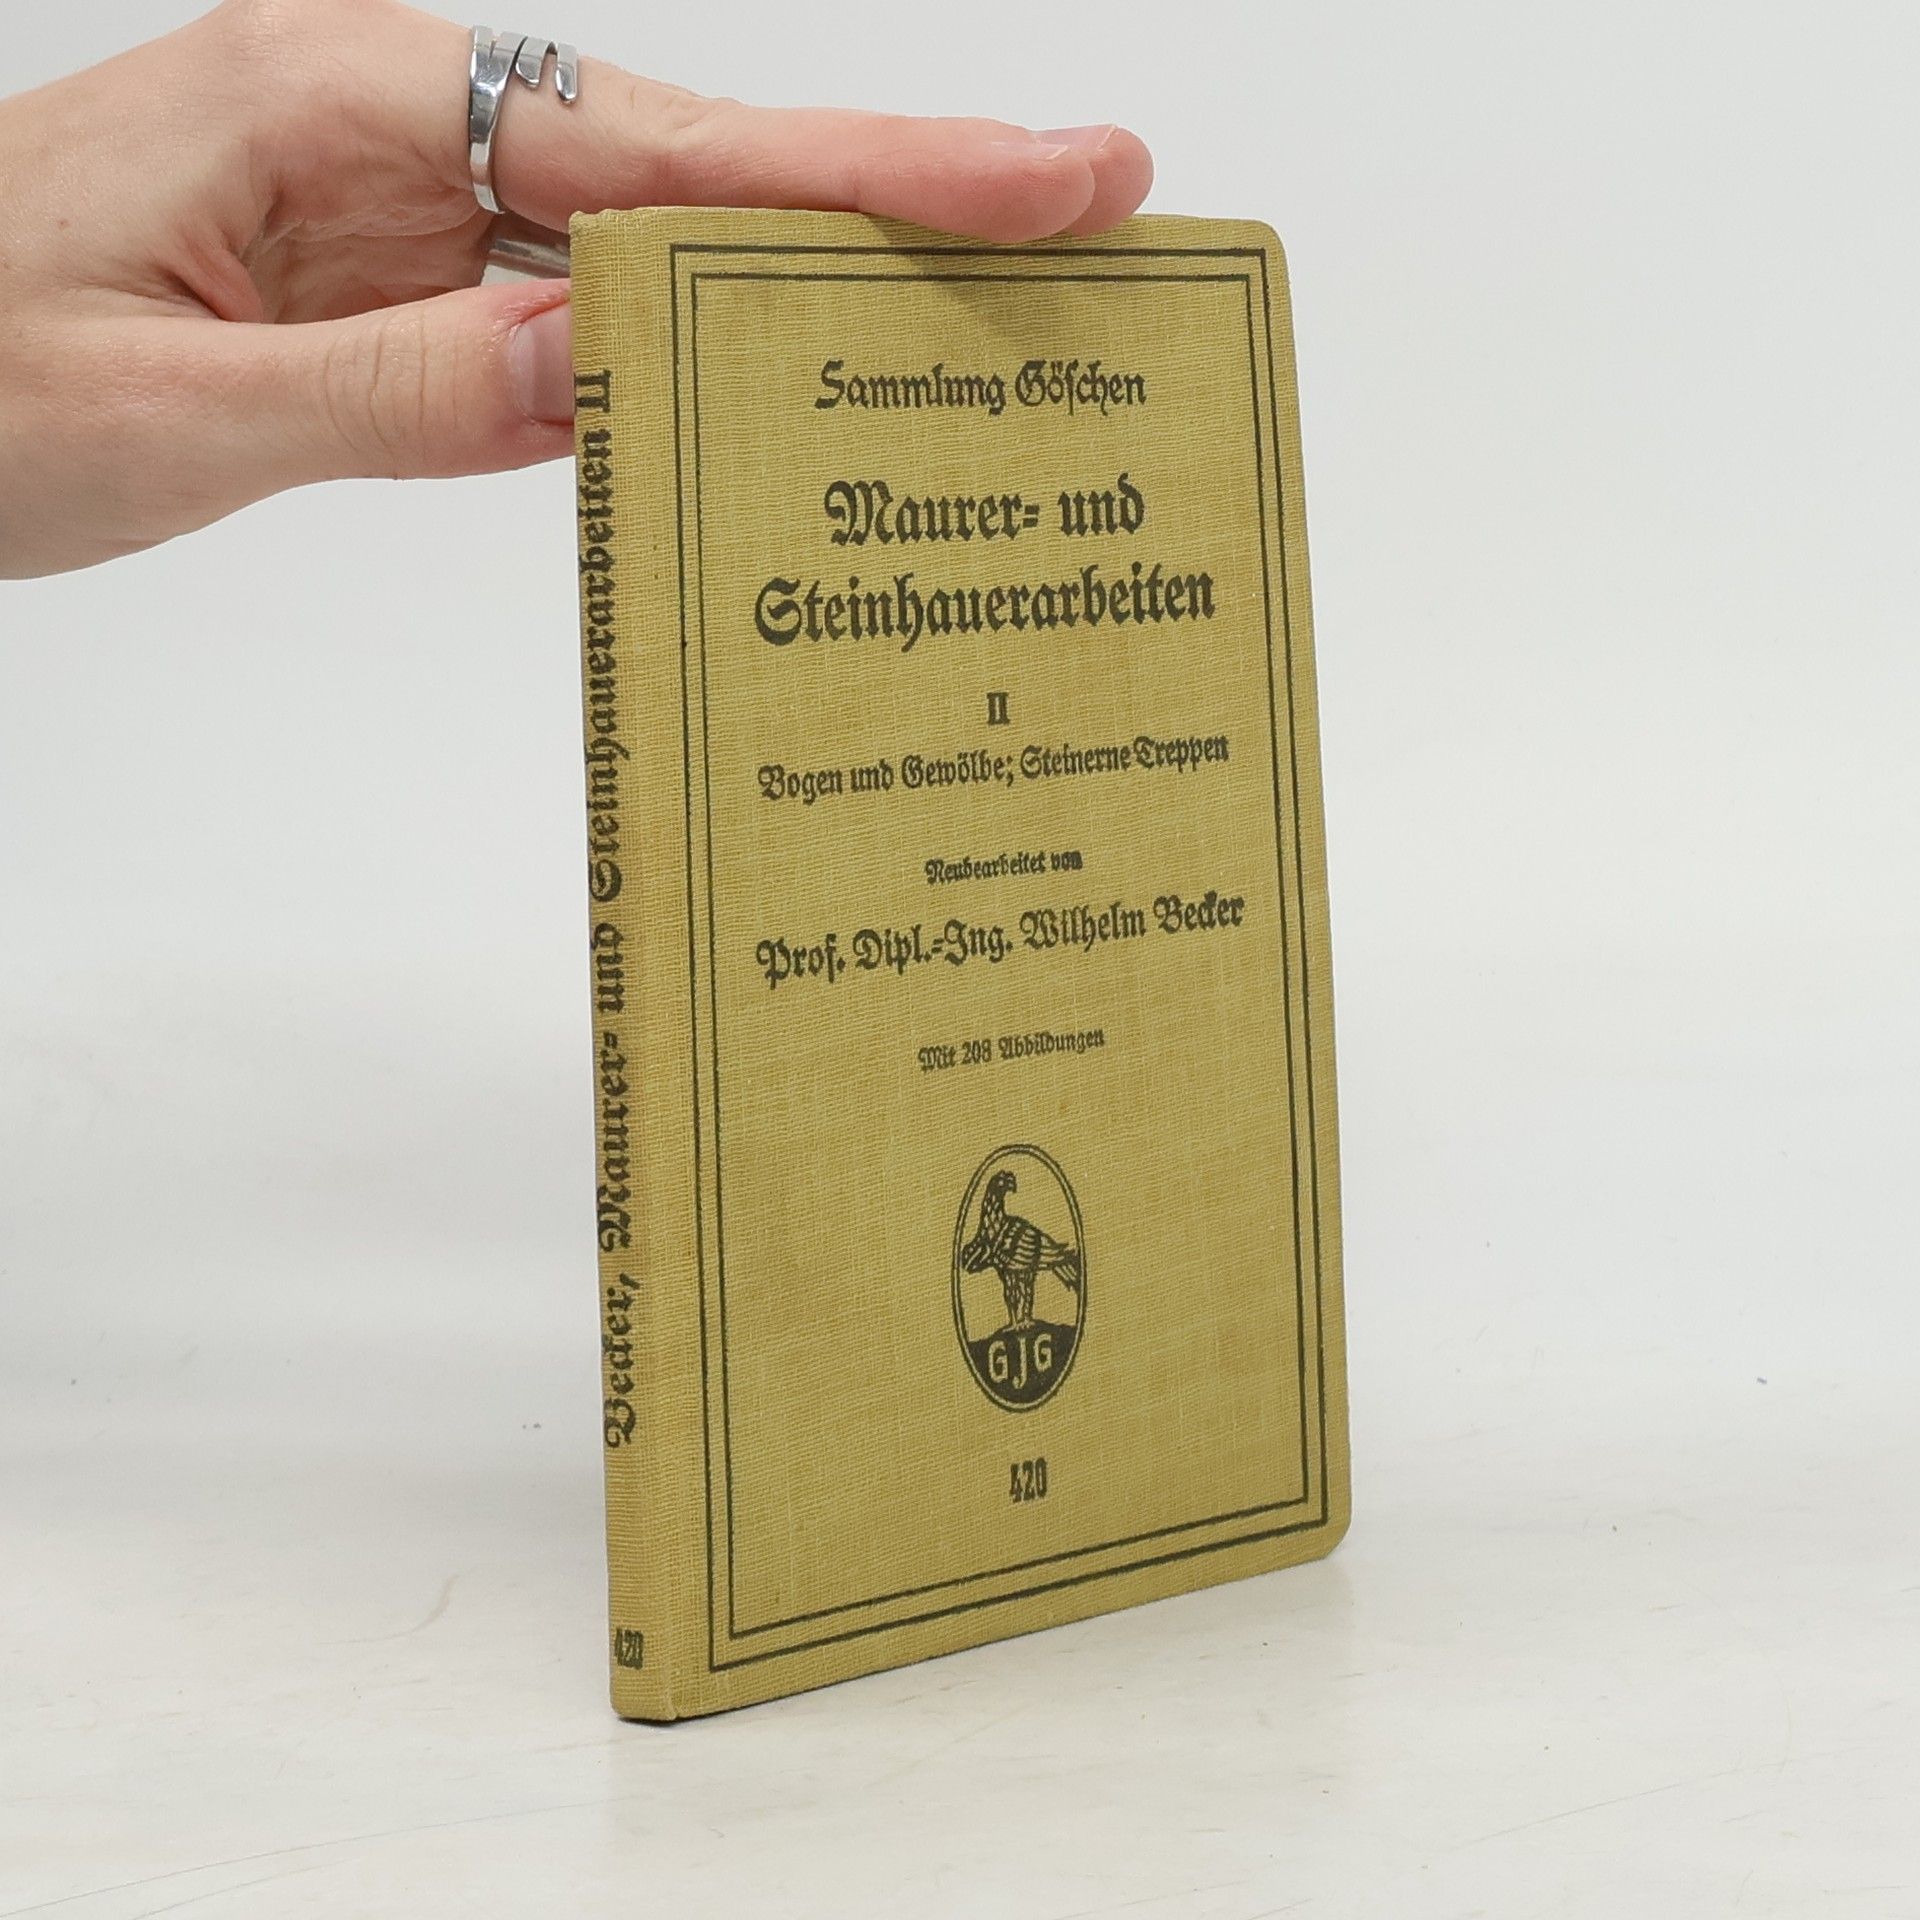 Sammlung Göschen
Maurer- und
Steinhauerarbeiten
II
Bogen und Gewölbe; Steinerne Treppen
Neubearbeitet von
Prof. Dipl.-Ing. Wilhelm Becker
Mit 208 Abbildungen
GJG
420
Becker, Maurer- und Steinhauerarbeiten II
420